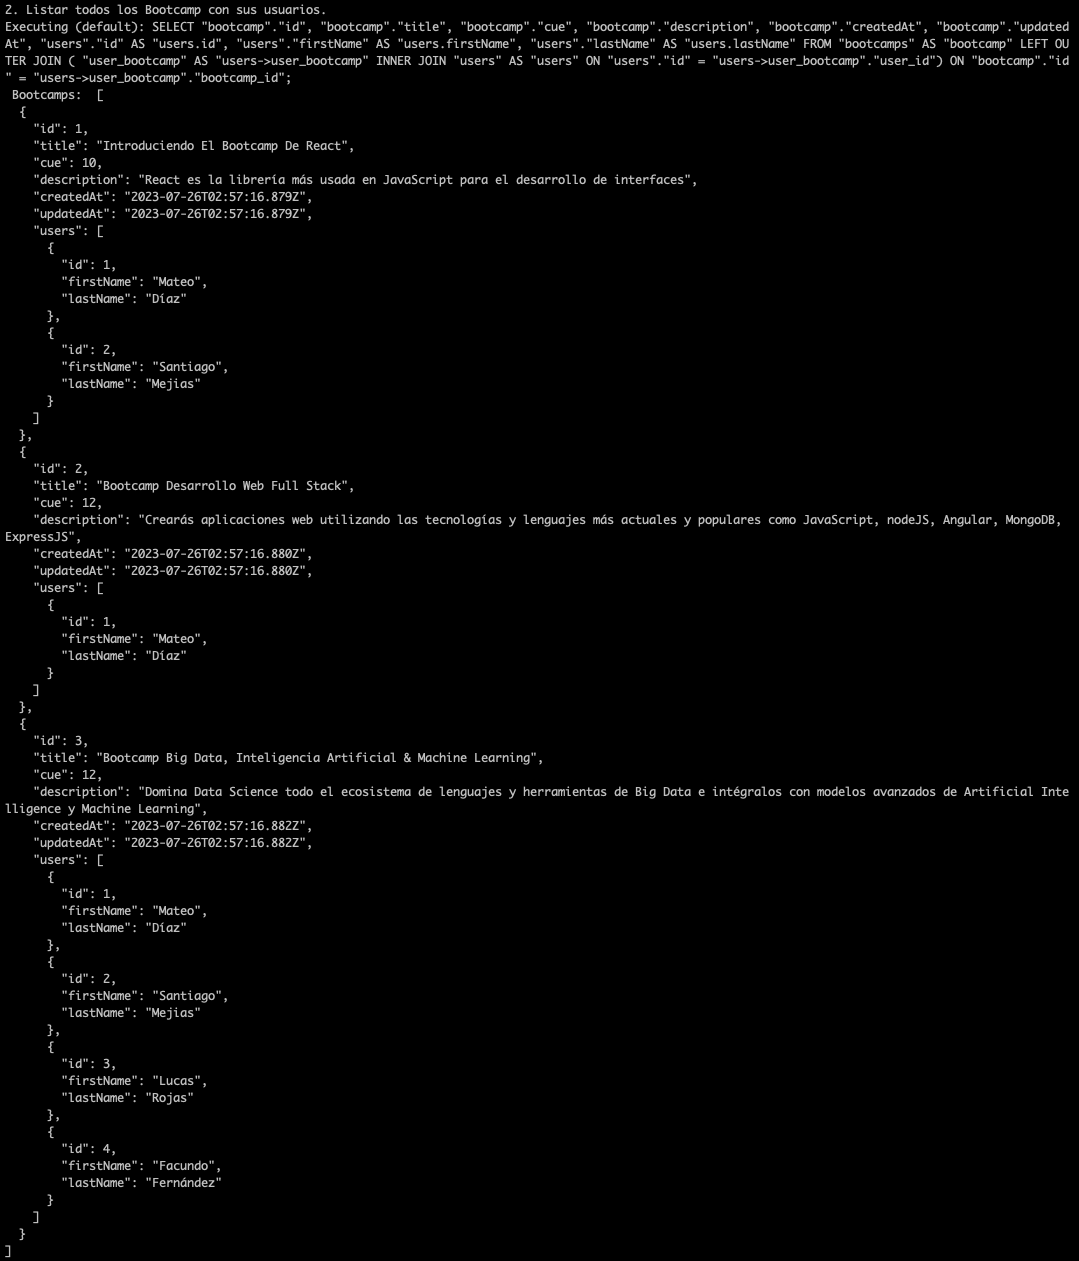 2. Listar todos los Bootcamp con sus usuarios.
Executing (default): SELECT "bootcamp"."id", "bootcamp"."title", "bootcamp"."cue", "bootcamp"."description", "bootcamp"."createdAt", "bootcamp"."updated
At", "users"."id" AS "users.id", "users"."firstName" AS "users.firstName", "users"."lastName" AS "users.lastName" FROM "bootcamps" AS "bootcamp" LEFT OU
TER JOIN ( "user_bootcamp" AS "users->user_bootcamp" INNER JOIN "users" AS "users" ON "users"."id" = "users->user_bootcamp"."user_id") ON "bootcamp"."id
" = "users->user_bootcamp"."bootcamp_id";
 Bootcamps:  [
  {
    "id": 1,
    "title": "Introduciendo El Bootcamp De React",
    "cue": 10,
    "description": "React es la librería más usada en JavaScript para el desarrollo de interfaces",
    "createdAt": "2023-07-26T02:57:16.879Z",
    "updatedAt": "2023-07-26T02:57:16.879Z",
    "users": [
      {
        "id": 1,
        "firstName": "Mateo",
        "lastName": "Díaz"
      },
      {
        "id": 2,
        "firstName": "Santiago",
        "lastName": "Mejias"
      }
    ]
  },
  {
    "id": 2,
    "title": "Bootcamp Desarrollo Web Full Stack",
    "cue": 12,
    "description": "Crearás aplicaciones web utilizando las tecnologías y lenguajes más actuales y populares como JavaScript, nodeJS, Angular, MongoDB,
ExpressJS",
    "createdAt": "2023-07-26T02:57:16.880Z",
    "updatedAt": "2023-07-26T02:57:16.880Z",
    "users": [
      {
        "id": 1,
        "firstName": "Mateo",
        "lastName": "Díaz"
      }
    ]
  },
  {
    "id": 3,
    "title": "Bootcamp Big Data, Inteligencia Artificial & Machine Learning",
    "cue": 12,
    "description": "Domina Data Science todo el ecosistema de lenguajes y herramientas de Big Data e intégralos con modelos avanzados de Artificial Inte
lligence y Machine Learning",
    "createdAt": "2023-07-26T02:57:16.882Z",
    "updatedAt": "2023-07-26T02:57:16.882Z",
    "users": [
      {
        "id": 1,
        "firstName": "Mateo",
        "lastName": "Díaz"
      },
      {
        "id": 2,
        "firstName": "Santiago",
        "lastName": "Mejias"
      },
      {
        "id": 3,
        "firstName": "Lucas",
        "lastName": "Rojas"
      },
      {
        "id": 4,
        "firstName": "Facundo",
        "lastName": "Fernández"
      }
    ]
  }
]